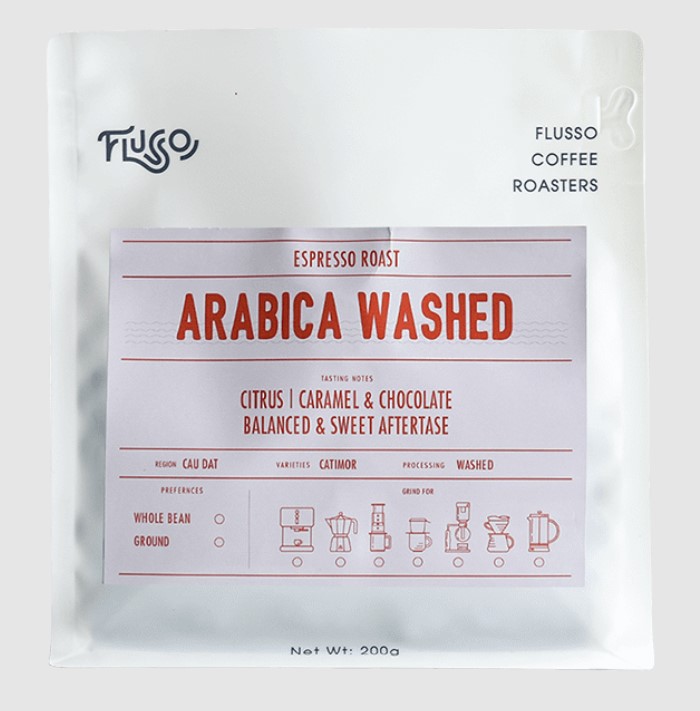 FLUSSO
FLUSSO
COFFEE
ROASTERS
ESPRESSO ROAST
ARABICA WASHED
TASTING NOTES
CITRUS | CARAMEL & CHOCOLATE
BALANCED & SWEET AFTERTASE
REGION CAU DAT VARIETIES CATIMOR PROCESSING WASHED
PREFERNCES
GRIND FOR
WHOLE BEAN
GROUND
Net Wt: 200g